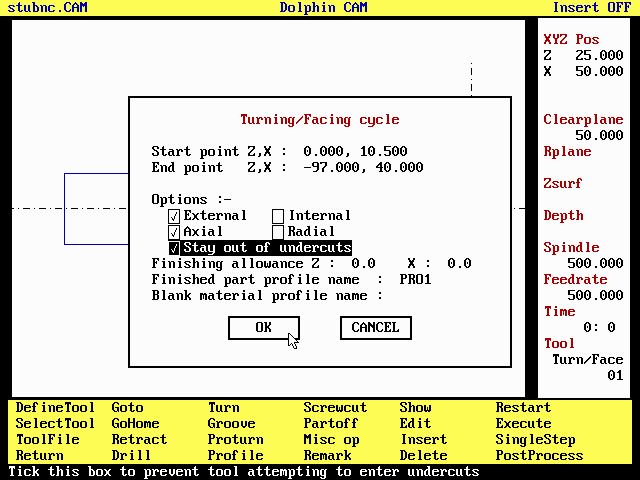 stubnc.CAM Dolphin CAM Insert OFF
Turning/Facing cycle
Start point Z,X : 0.000, 10.500
End point Z,X : -97.000, 40.000
Options :-
External Internal
Axial Radial
Stay out of undercuts
Finishing allowance Z : 0.0 X : 0.0
Finished part profile name : PRO1
Blank material profile name :
OK CANCEL
XYZ Pos
Z 25.000
X 50.000
Clearplane
50.000
Rplane
Zsurf
Depth
Spindle
500.000
Feedrate
500.000
Time
0: 0
Tool
Turn/Face
01
DefineTool Goto Turn Screwcut Show Restart
SelectTool GoHome Groove Partoff Edit Execute
ToolFile Retract Proturn Misc op Insert SingleStep
Return Drill Profile Remark Delete PostProcess
Tick this box to prevent tool attempting to enter undercuts